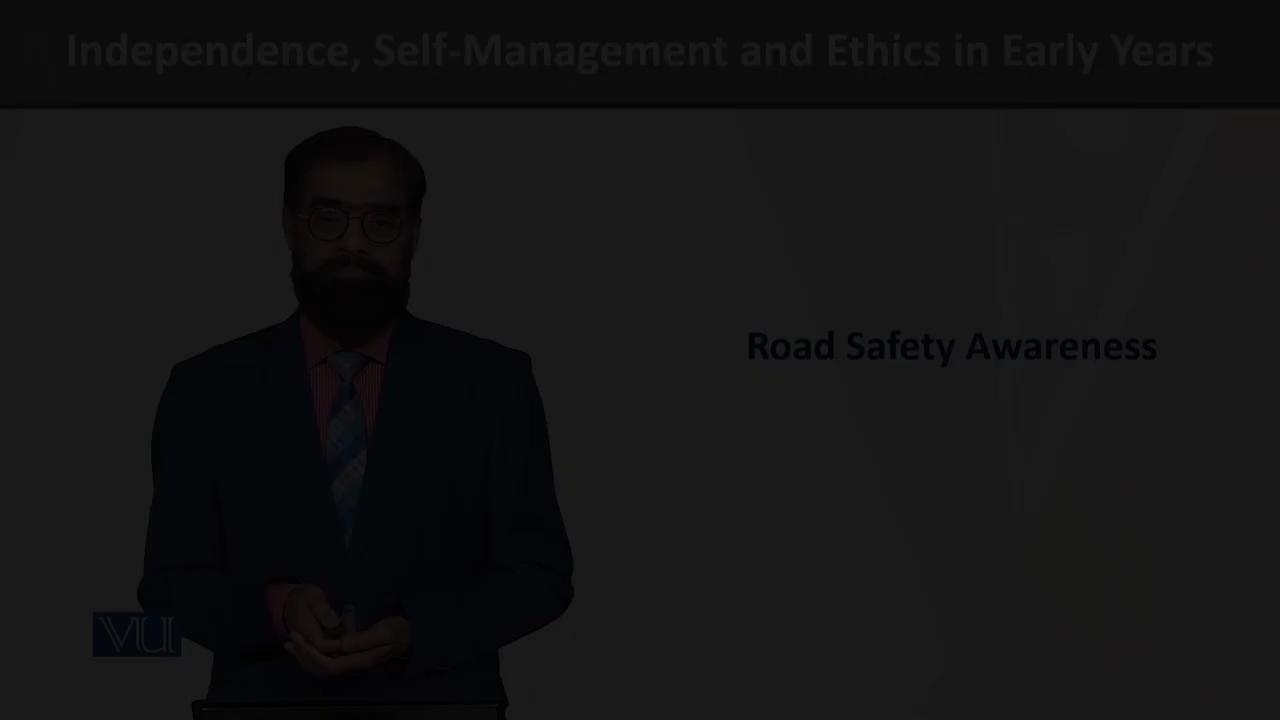 Independence, Self-Management and Ethics in Early Years
Road Safety Awareness
VU